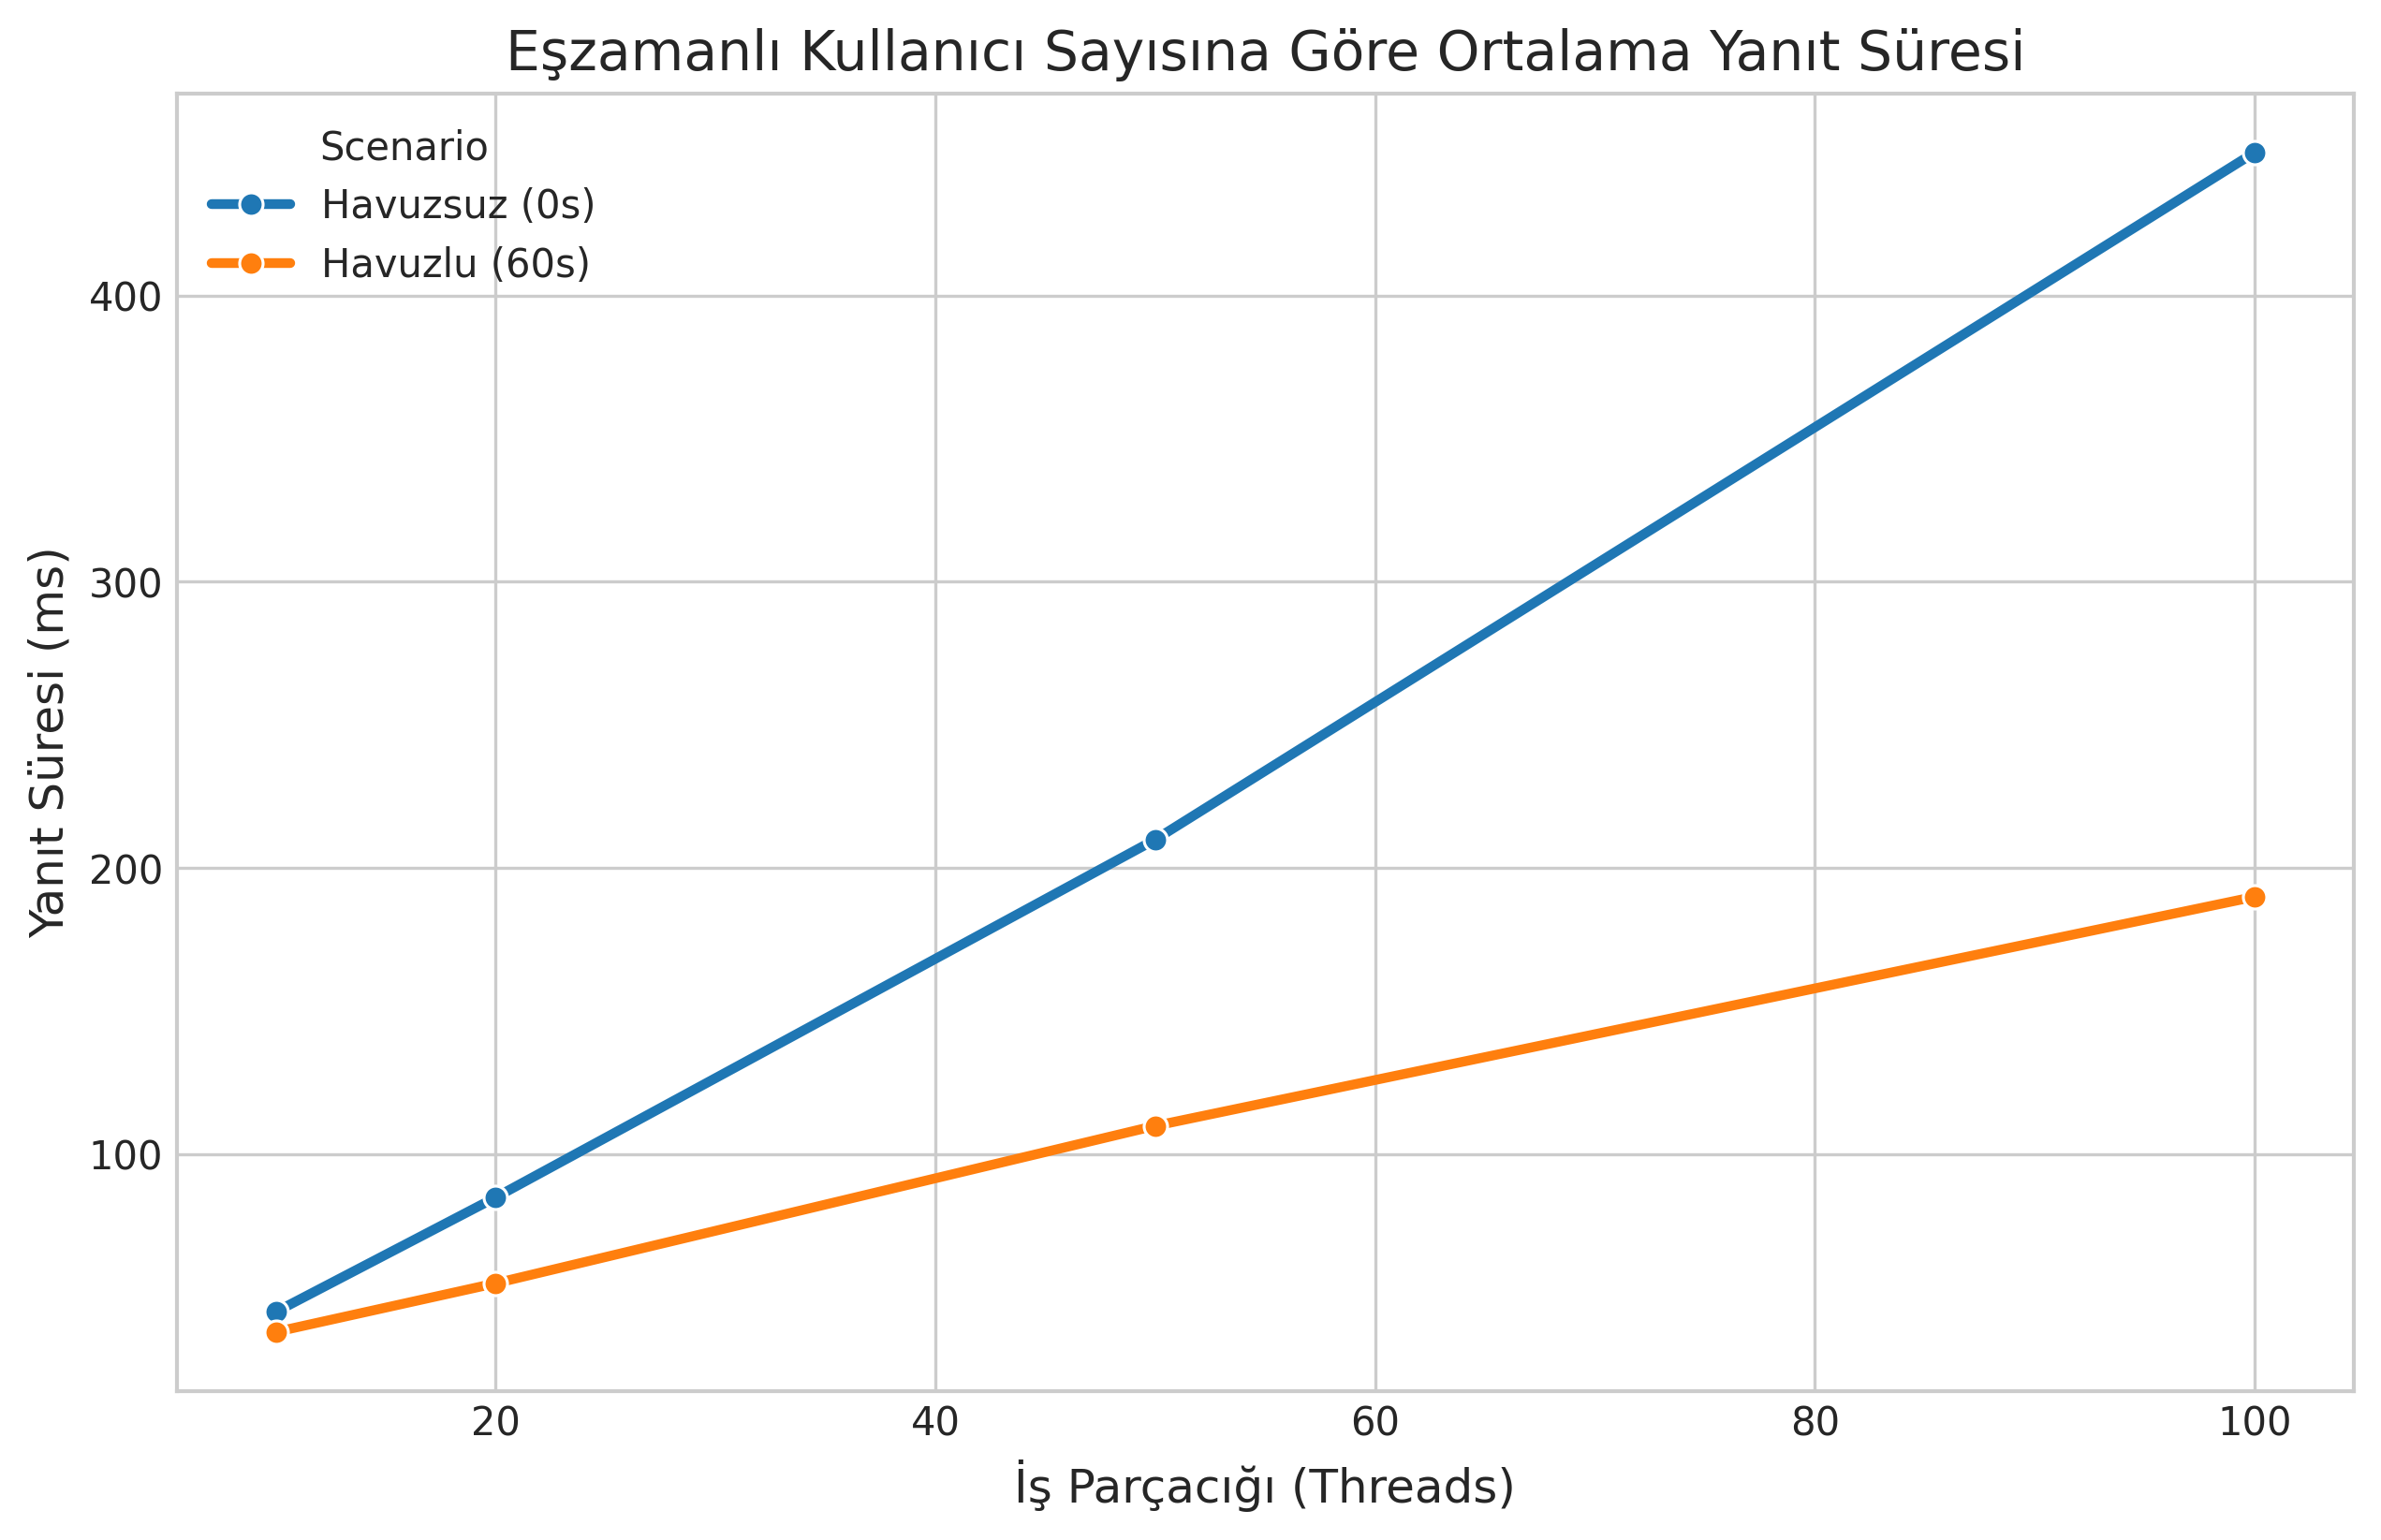 Eşzamanlı Kullanıcı Sayısına Göre Ortalama Yanıt Süresi
Scenario
Havuzsuz (0s)
Havuzlu (60s)
Yanıt Süresi (ms)
400
300
200
100
20 40 60 80 100
İş Parçacığı (Threads)